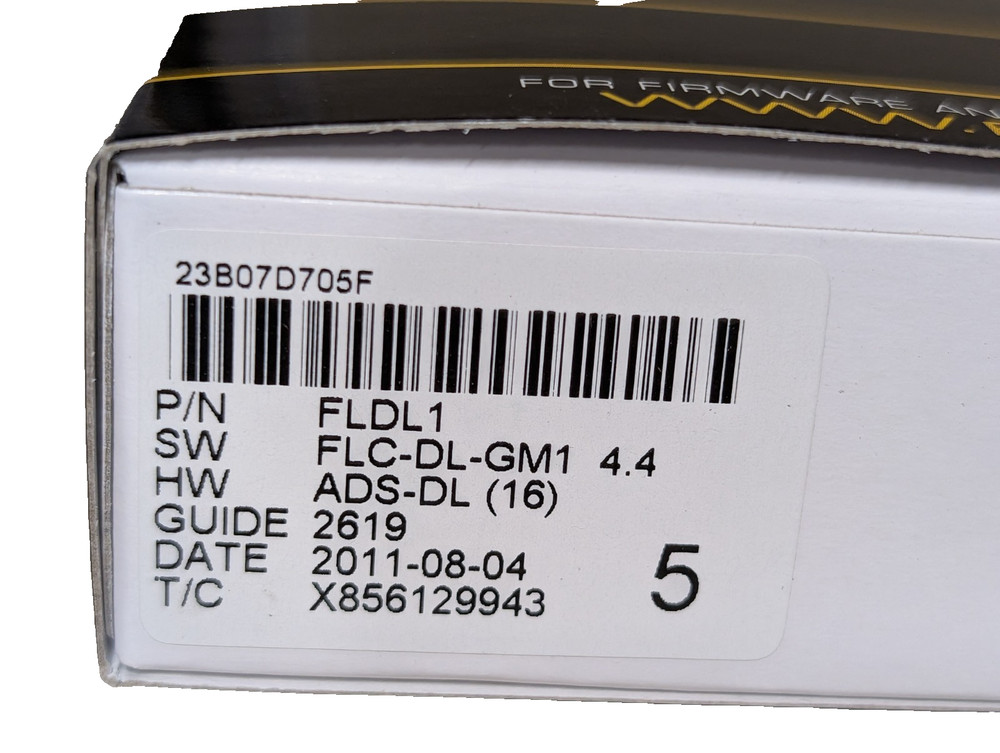 FOR FIRMWARE
23B07D705F
P/N FLDL1
SW FLC-DL-GM1 4.4
HW ADS-DL (16)
GUIDE 2619
DATE 2011-08-04
T/C X856129943
5